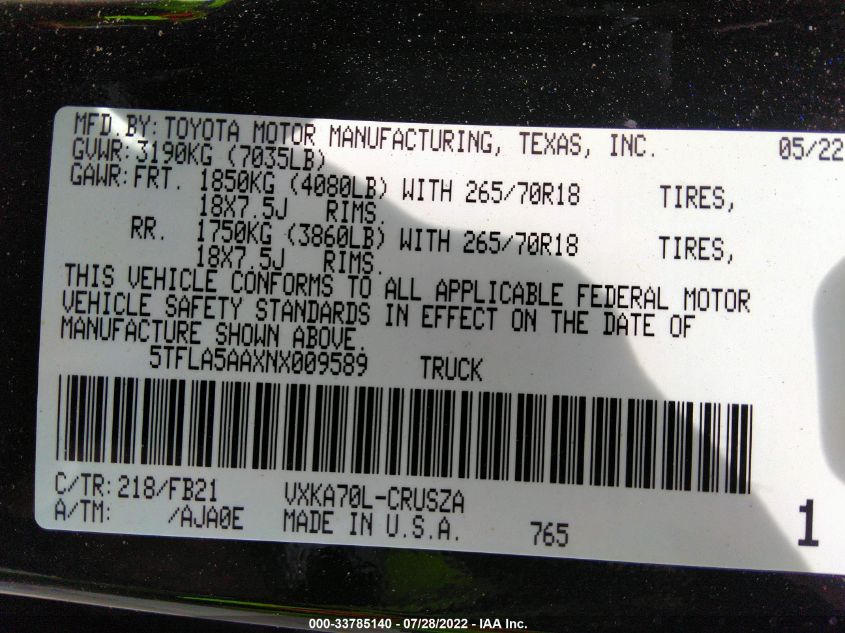 MFD.BY: TOYOTA MOTOR MANUFACTURING, TEXAS, INC. 05/22
GVWR: 3190KG (7035LB)
GAWR: FRT. 1850KG (4080LB) WITH 265/70R18 TIRES,
18X7.5J RIMS.
RR. 1750KG (3860LB) WITH 265/70R18 TIRES,
18X7.5J RIMS.
THIS VEHICLE CONFORMS TO ALL APPLICABLE FEDERAL MOTOR
VEHICLE SAFETY STANDARDS IN EFFECT ON THE DATE OF
MANUFACTURE SHOWN ABOVE.
5TFLA5AAXNX009589 TRUCK
C/TR: 218/FB21 VXKA70L-CRUSZA
A/TM: /AJA0E MADE IN U.S.A. 765 1
000-33785140 - 07/28/2022 - IAA Inc.